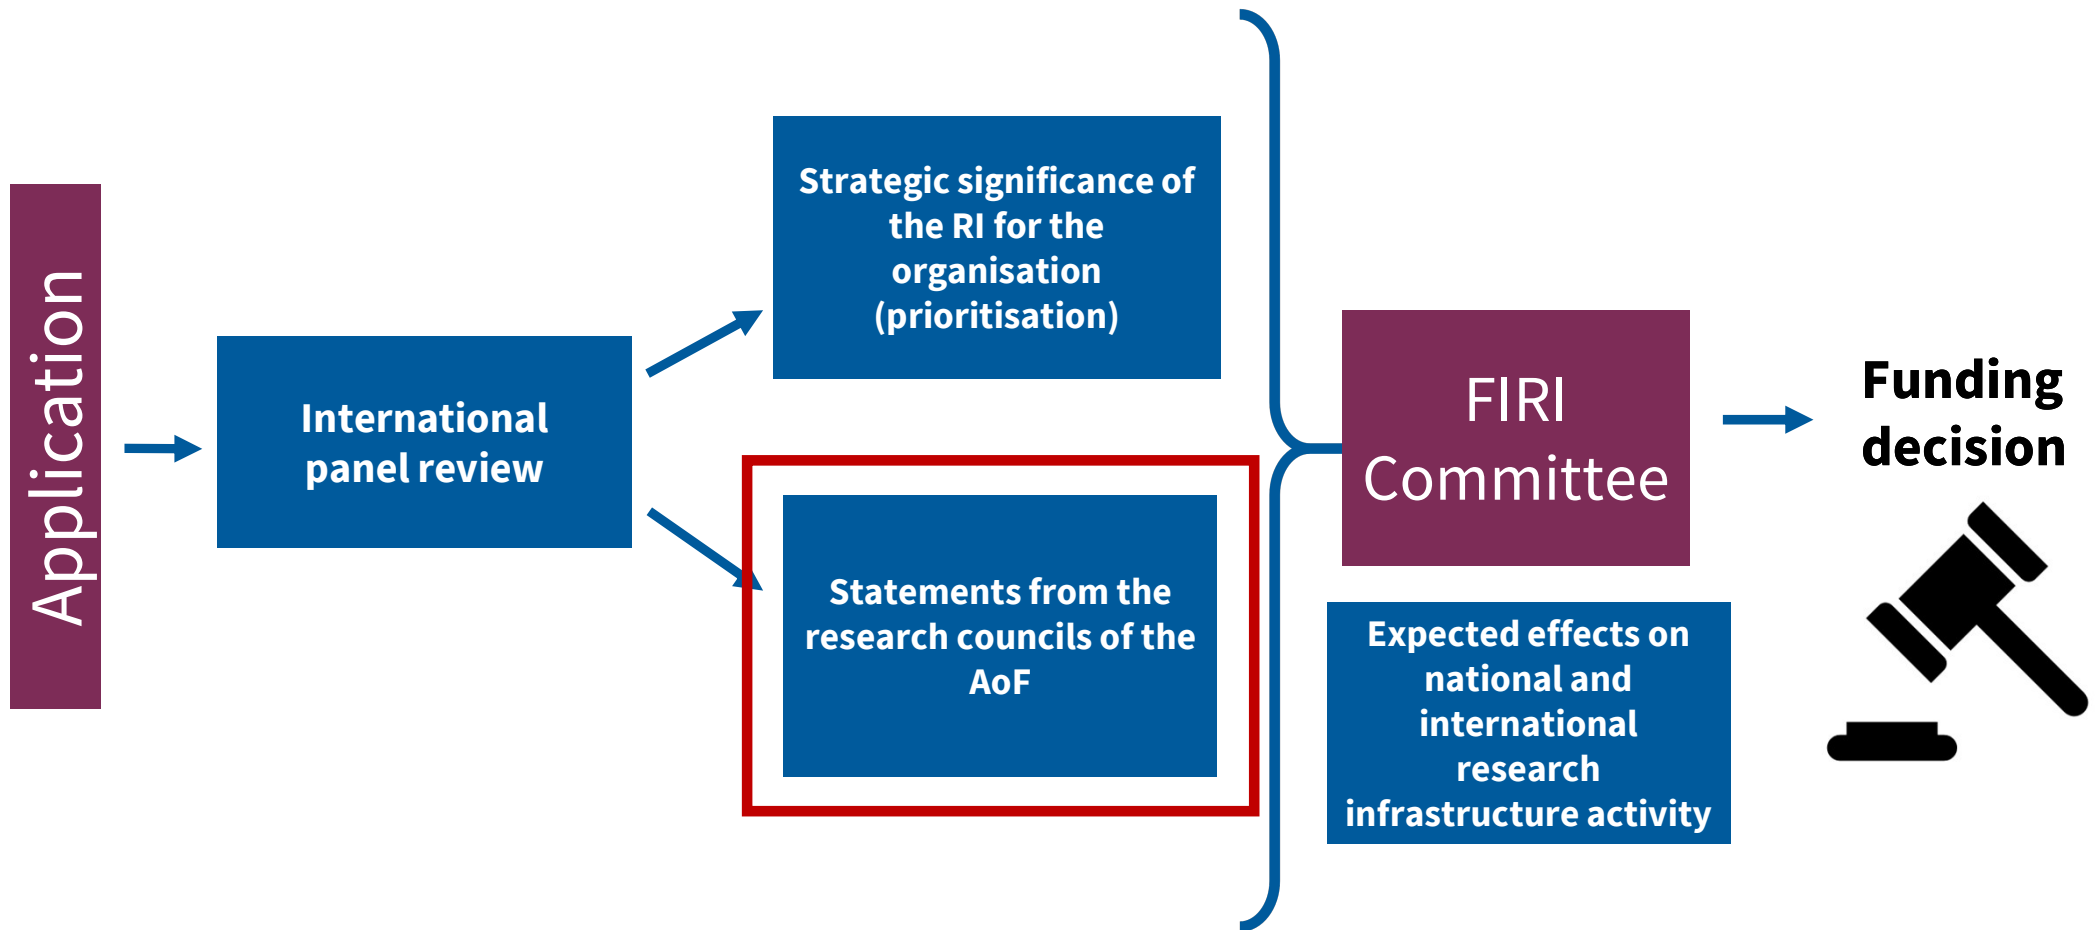 Application
International
panel review
Strategic significance of
the RI for the
organisation
(prioritisation)
Statements from the
research councils of the
AoF
FIRI
Committee
Expected effects on
national and
international
research
infrastructure activity
Funding
decision